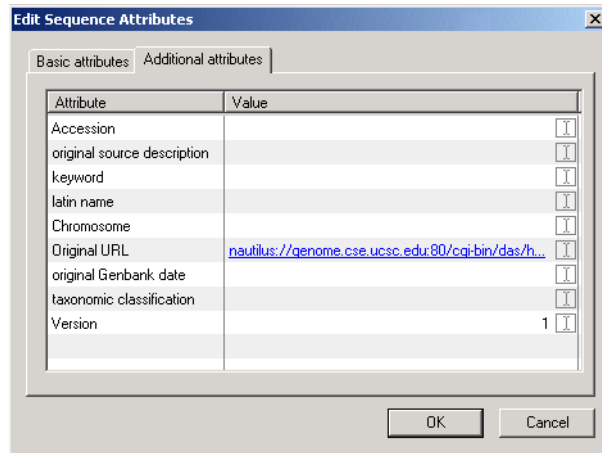 Edit Sequence Attributes
Basic attributes Additional attributes
Attribute Value
Accession
original source description
keyword
latin name
Chromosome
Original URL nautilus://genome.cse.ucsc.edu:80/cgi-bin/das/h...
original Genbank date
taxonomic classification
Version 1
OK Cancel